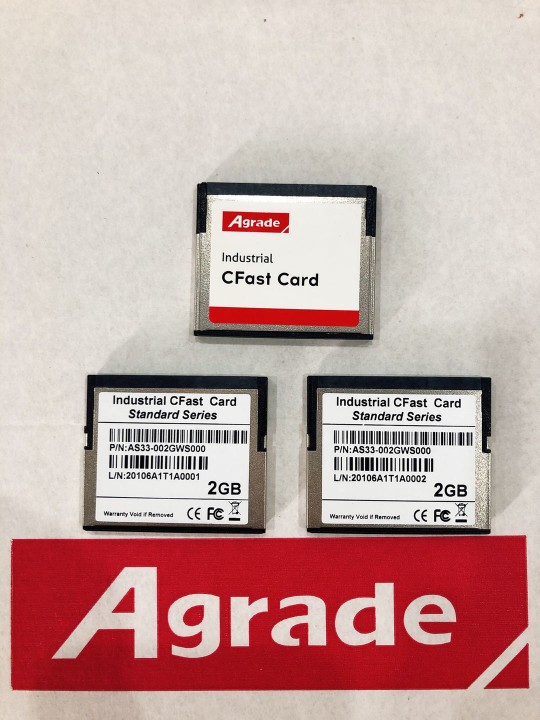 Agrade
Industrial
CFast Card
Industrial CFast Card
Standard Series
P/N:AS33-002GWS000
L/N:20106A1T1A0001
2GB
Warranty Void if Removed
CE FC
Industrial CFast Card
Standard Series
P/N:AS33-002GWS000
L/N:20106A1T1A0002
2GB
Warranty Void if Removed
CE FC
Agrade